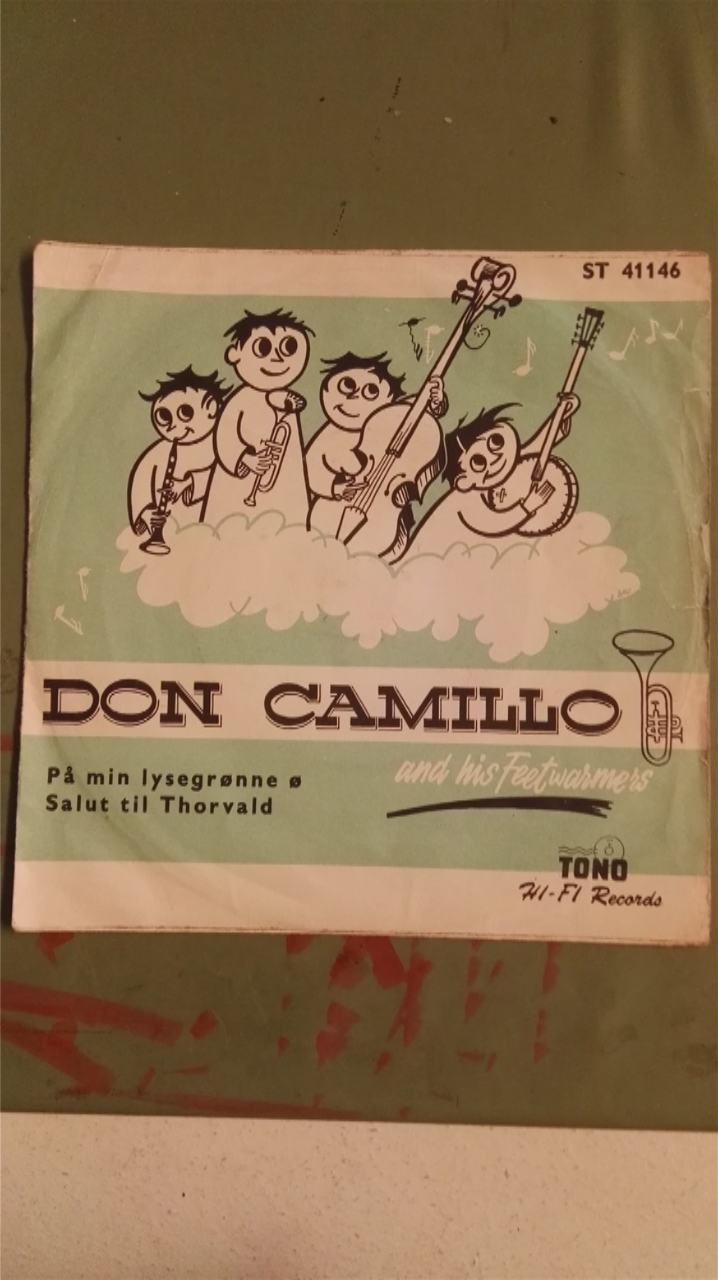 ST 41146
DON CAMILLO
and his Feetwarmers
På min lysegrønne ø
Salut til Thorvald
TONO
HI-FI Records